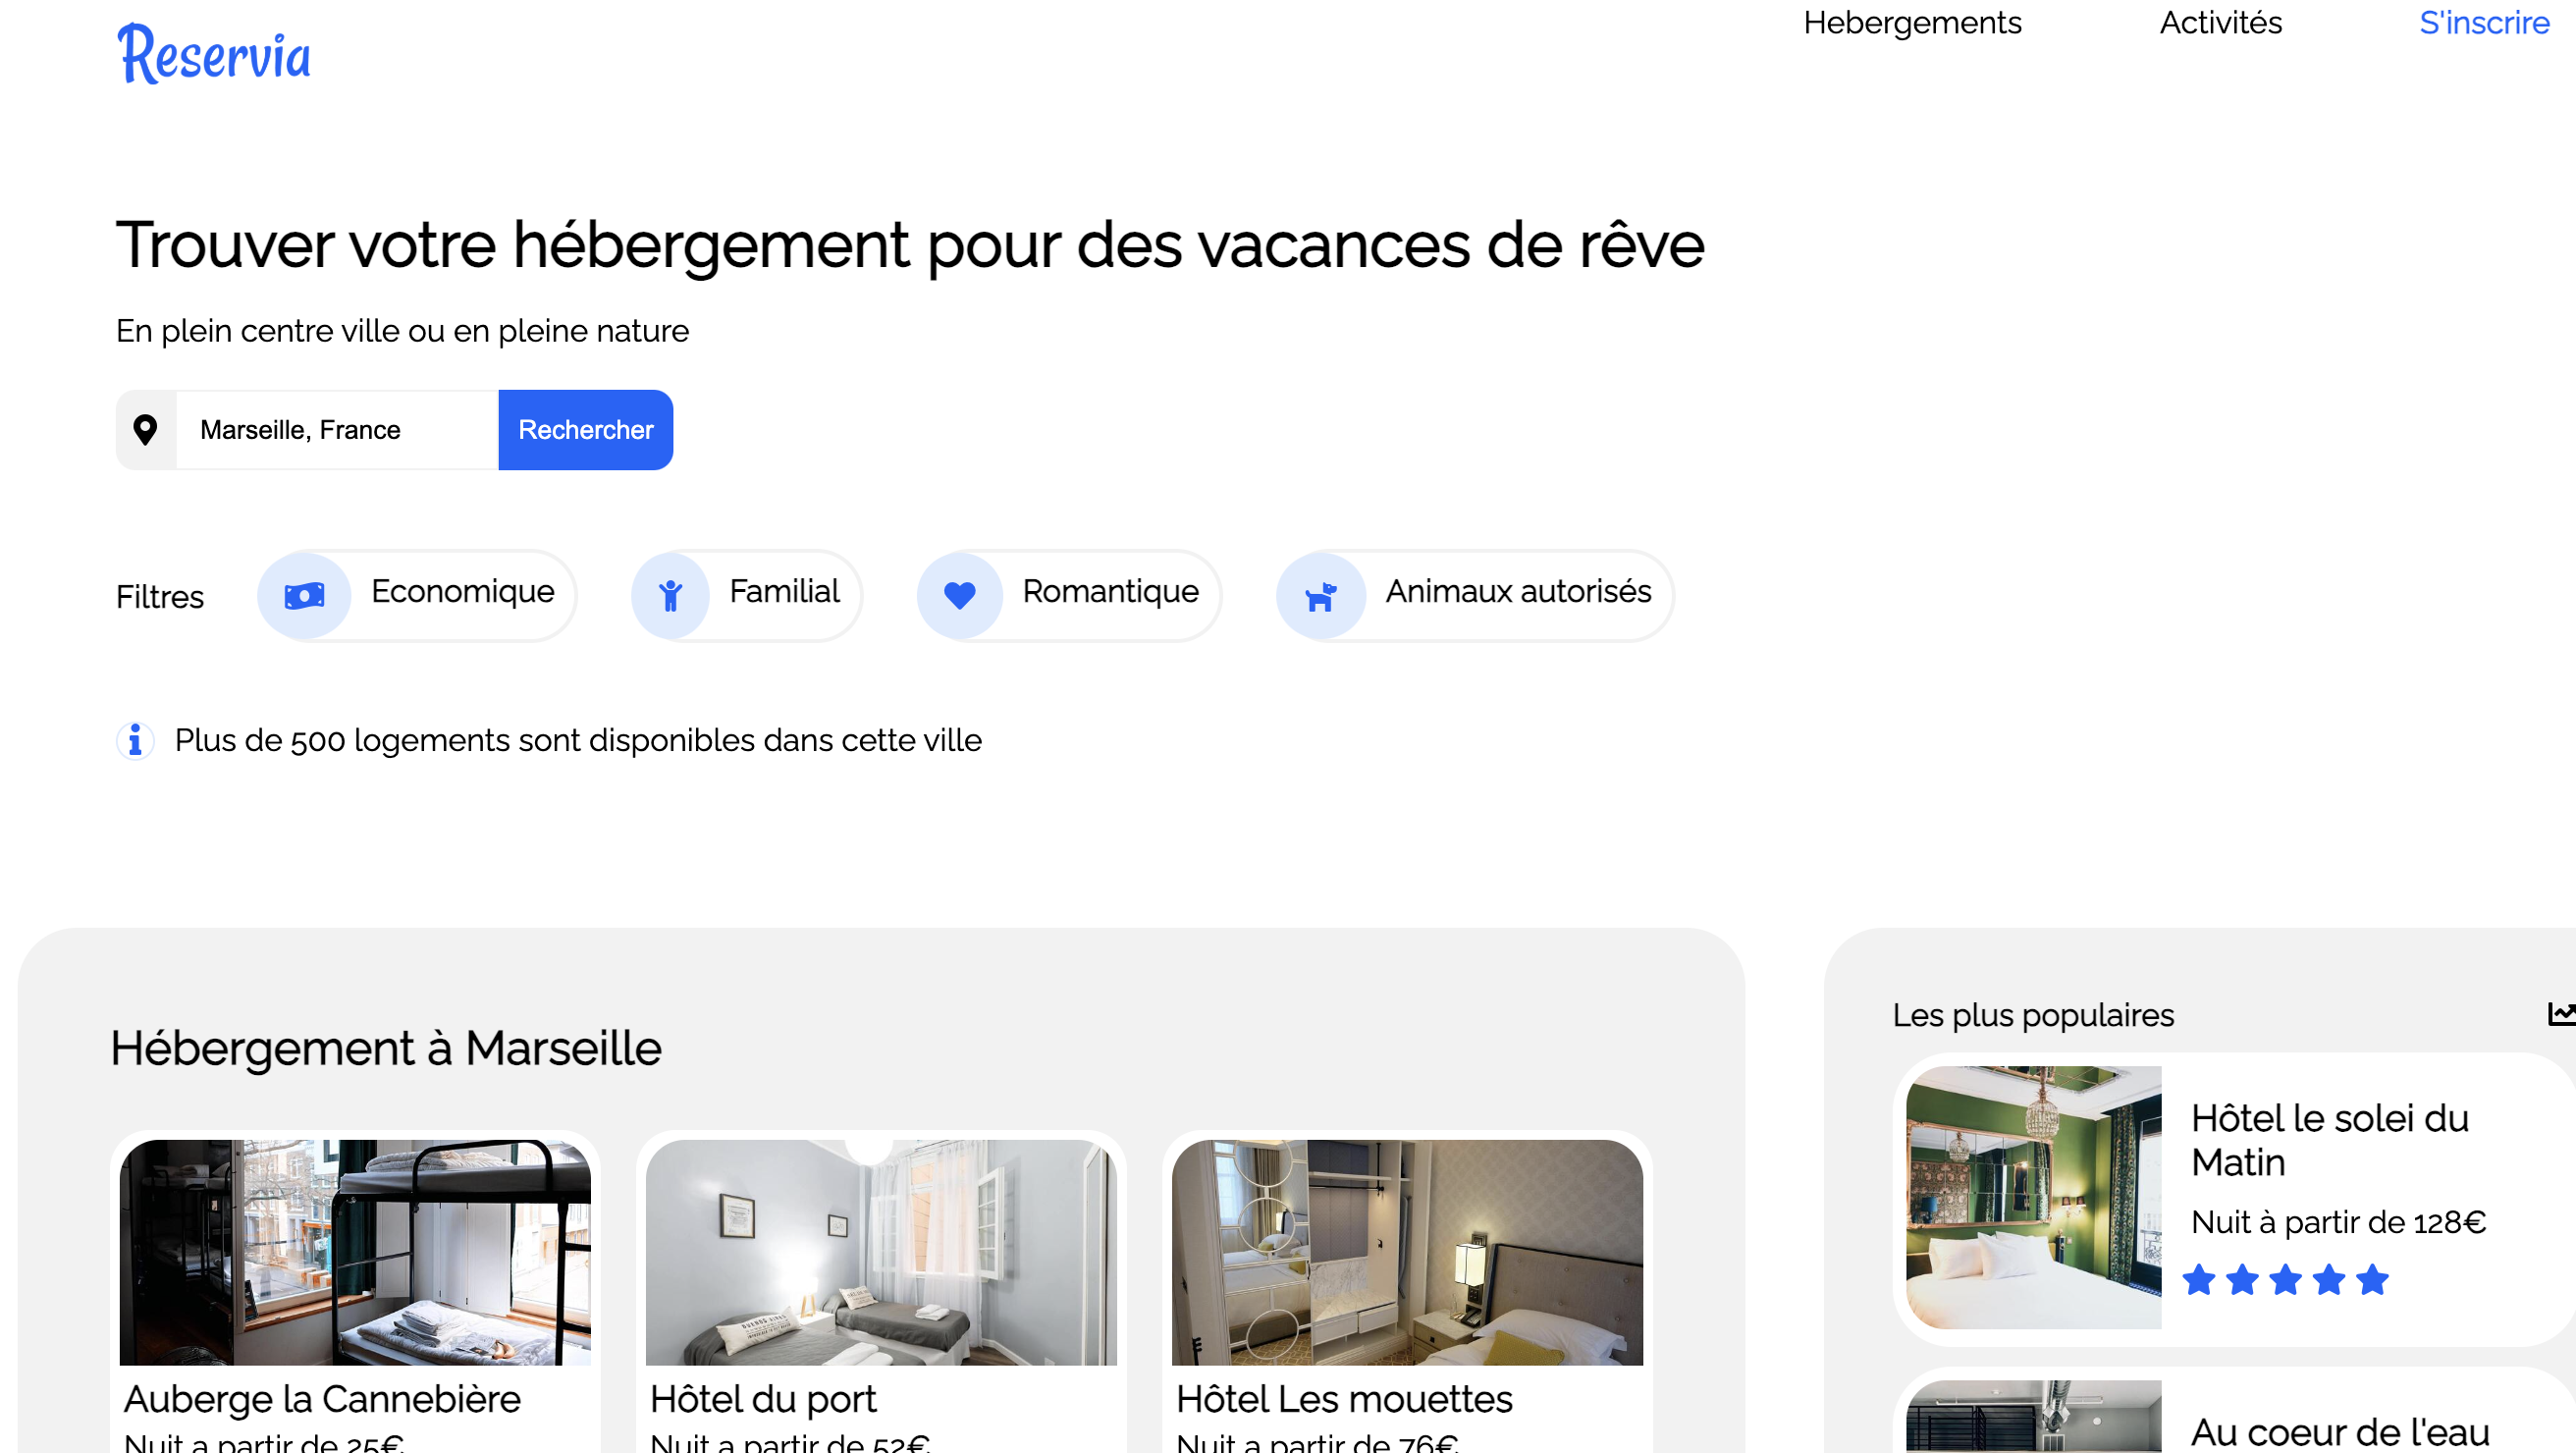 Reservia
Hebergements
Activités
S'inscrire
Trouver votre hébergement pour des vacances de rêve
En plein centre ville ou en pleine nature
Marseille, France
Rechercher
Filtres
Economique
Familial
Romantique
Animaux autorisés
Plus de 500 logements sont disponibles dans cette ville
Hébergement à Marseille
Auberge la Cannebière
Nuit a partir de 25€
Hôtel du port
Nuit a partir de 52€
Hôtel Les mouettes
Nuit a partir de 76€
Les plus populaires
Hôtel le solei du
Matin
Nuit à partir de 128€
Au coeur de l'eau